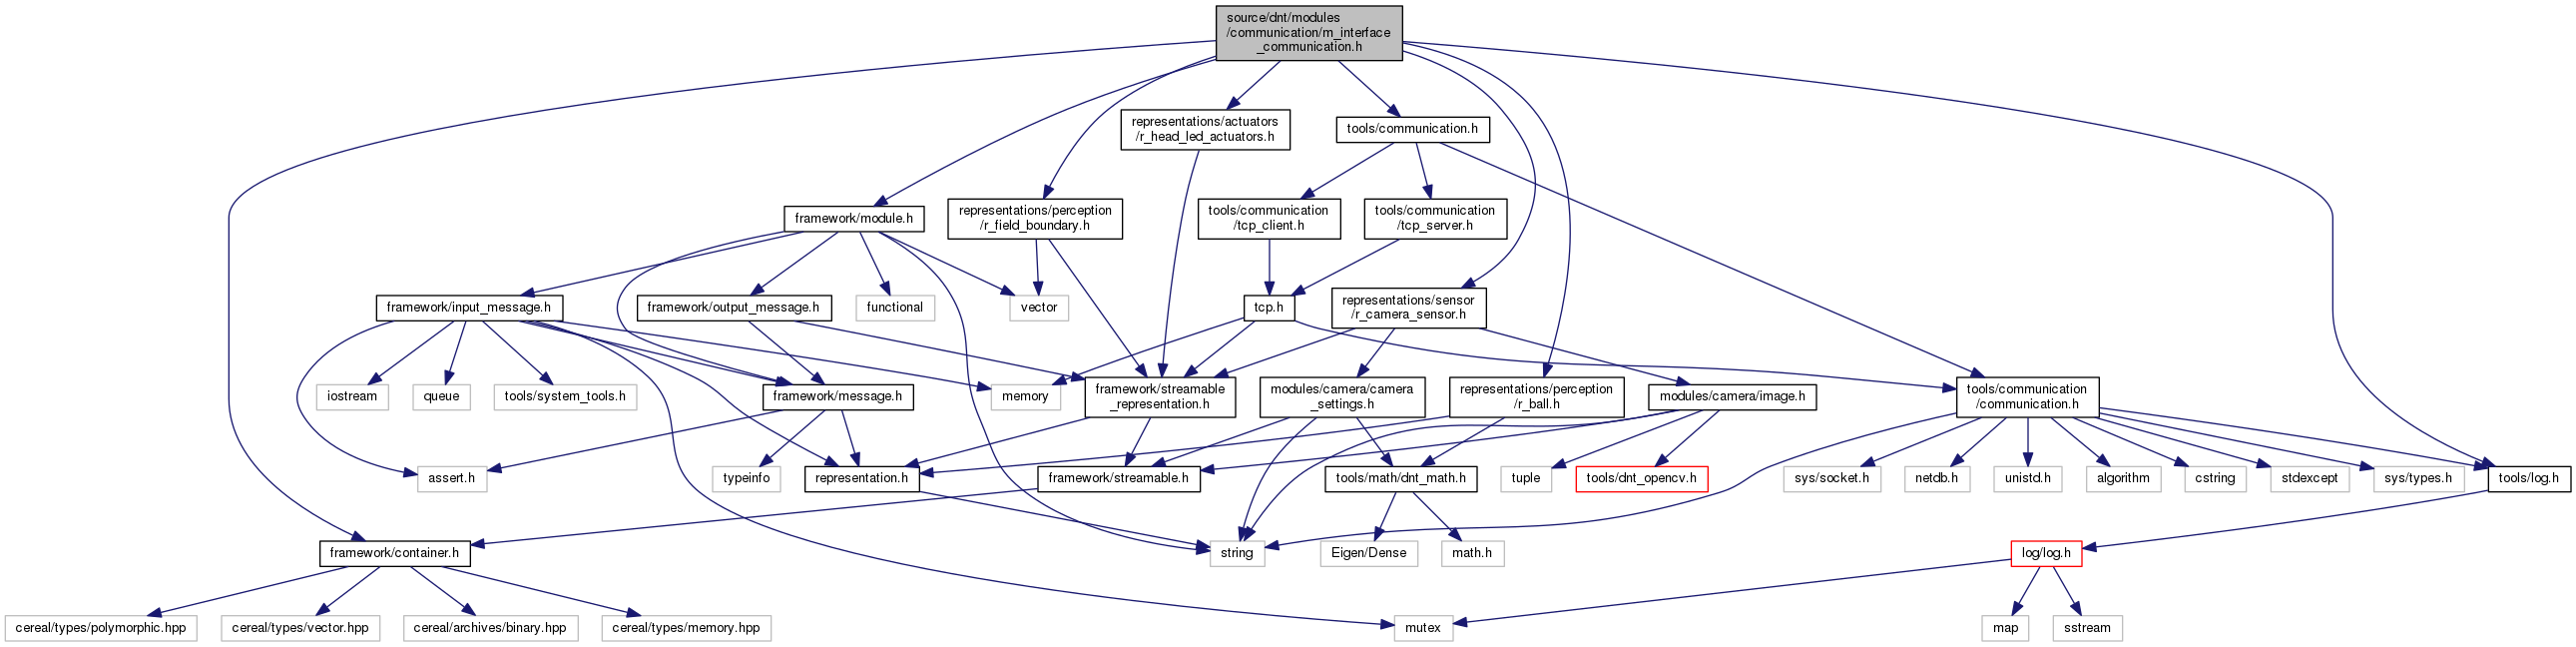 source/dnt/modules
/communication/m_interface
_communication.h
representations/actuators
/r_head_led_actuators.h
tools/communication.h
framework/module.h
representations/perception
/r_field_boundary.h
tools/communication
/tcp_client.h
tools/communication
/tcp_server.h
framework/input_message.h
framework/output_message.h
functional
vector
tcp.h
representations/sensor
/r_camera_sensor.h
iostream
queue
tools/system_tools.h
framework/message.h
memory
framework/streamable
_representation.h
modules/camera/camera
_settings.h
representations/perception
/r_ball.h
modules/camera/image.h
tools/communication
/communication.h
assert.h
typeinfo
representation.h
framework/streamable.h
tools/math/dnt_math.h
tuple
tools/dnt_opencv.h
sys/socket.h
netdb.h
unistd.h
algorithm
cstring
stdexcept
sys/types.h
tools/log.h
framework/container.h
string
Eigen/Dense
math.h
log/log.h
cereal/types/polymorphic.hpp
cereal/types/vector.hpp
cereal/archives/binary.hpp
cereal/types/memory.hpp
mutex
map
sstream